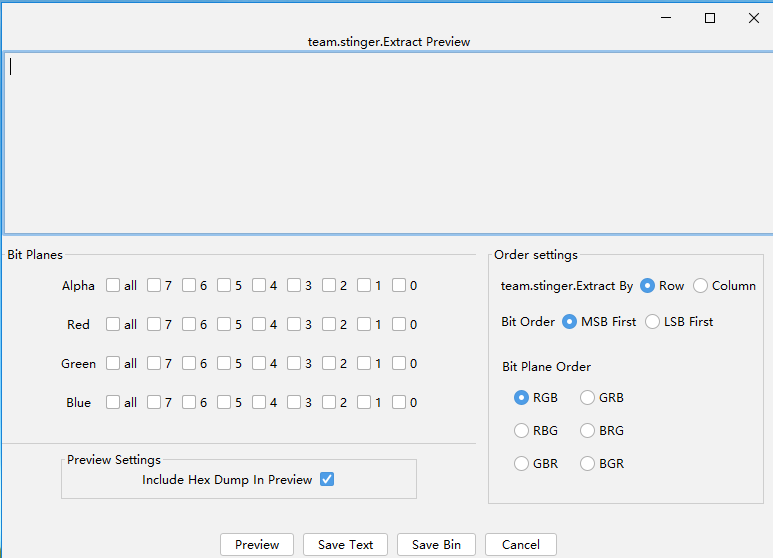 team.stinger.Extract Preview
Bit Planes
Alpha all 7 6 5 4 3 2 1 0
Red all 7 6 5 4 3 2 1 0
Green all 7 6 5 4 3 2 1 0
Blue all 7 6 5 4 3 2 1 0
Preview Settings
Include Hex Dump In Preview
Order settings
team.stinger.Extract By Row Column
Bit Order MSB First LSB First
Bit Plane Order
RGB GRB
RBG BRG
GBR BGR
Preview Save Text Save Bin Cancel